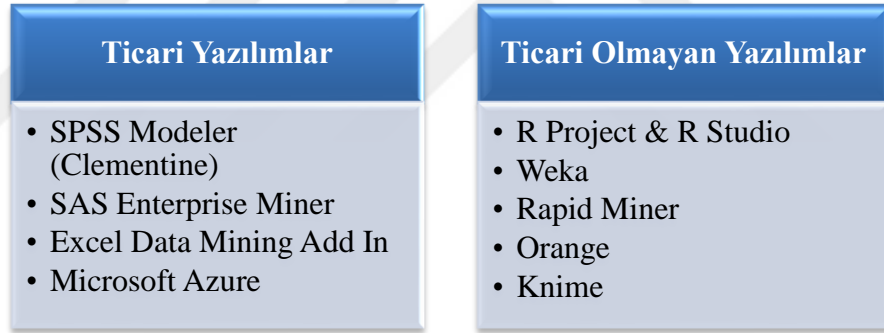 Ticari Yazılımlar
• SPSS Modeler
(Clementine)
• SAS Enterprise Miner
• Excel Data Mining Add In
• Microsoft Azure
Ticari Olmayan Yazılımlar
• R Project & R Studio
• Weka
• Rapid Miner
• Orange
• Knime